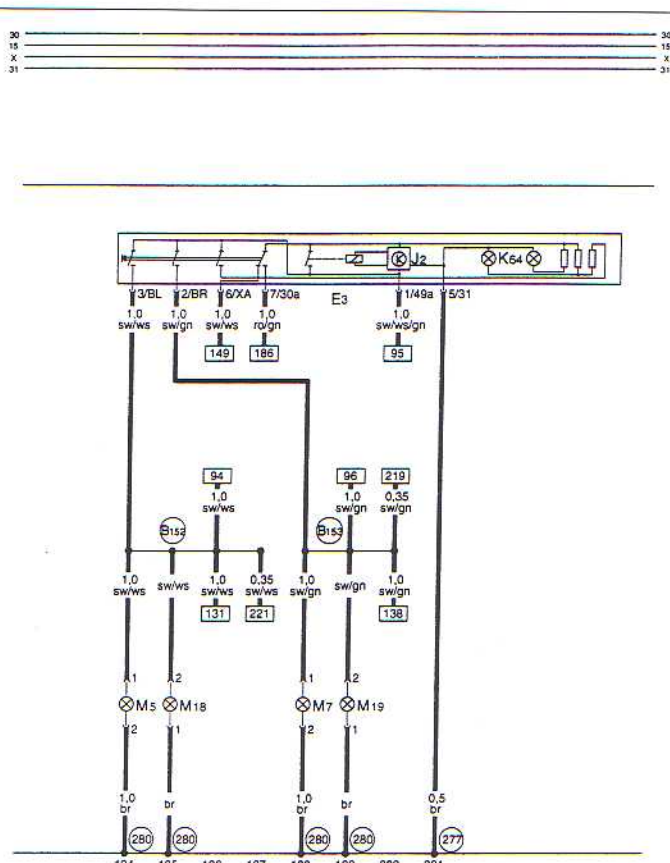 30 30
15 15
X X
31 31
J2 K64
3/BL 2/BR 6/XA 7/30a E3 1/49a 5/31
1,0 1,0 1,0 1,0 1,0
sw/ws sw/gn sw/ws ro/gn sw/ws/gn
149 186 95
94 96 219
1,0 1,0 0,35
sw/ws sw/gn sw/gn
B152 B153
1,0 1,0 0,35 1,0 1,0
sw/ws sw/ws sw/ws sw/ws sw/gn sw/gn sw/gn
131 221 138
1 2 1 2
M5 M18 M7 M19
2 1 2 1
1,0 1,0 0,5
br br br br br
280 280 280 280 277